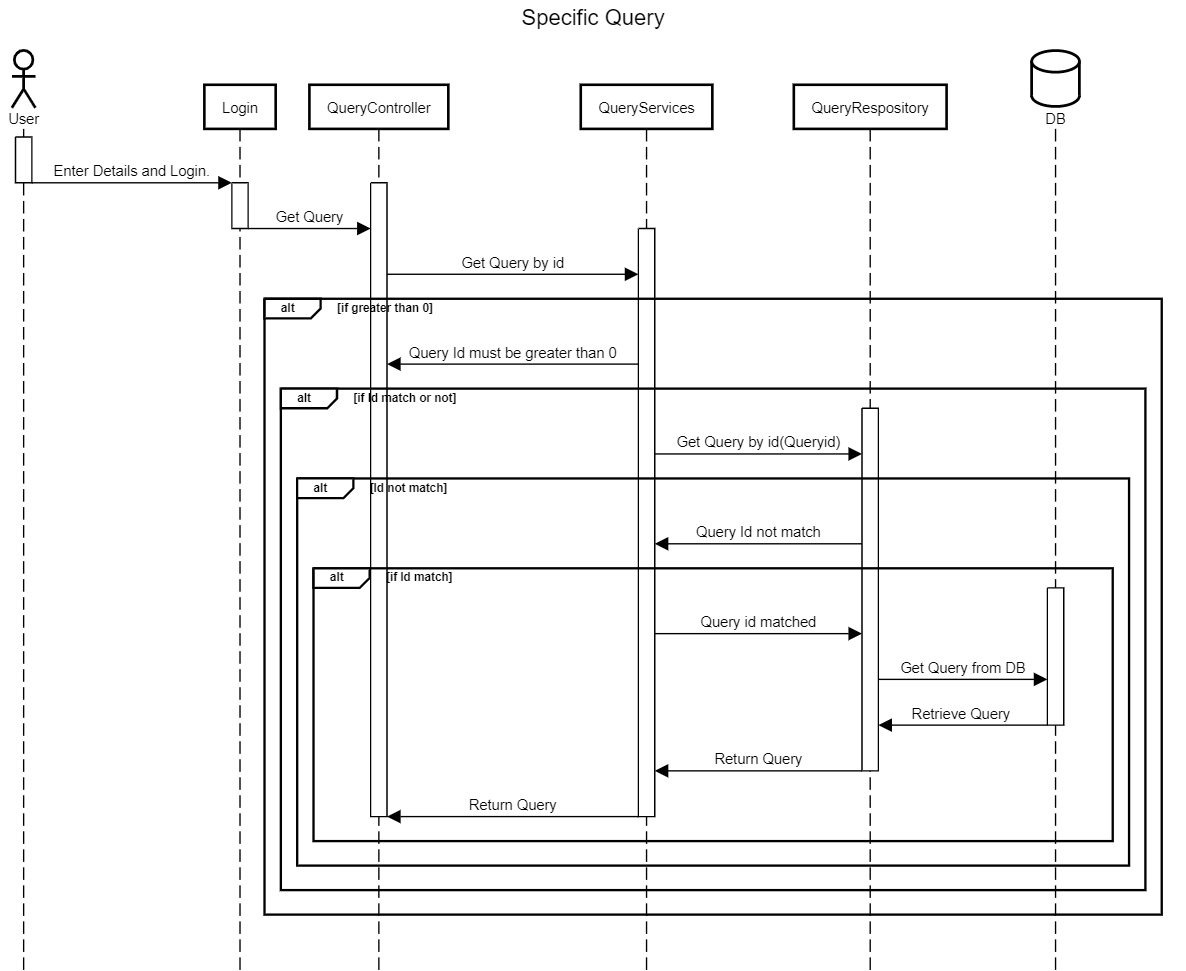 Specific Query
User
Login
QueryController
QueryServices
QueryRespository
DB
Enter Details and Login.
Get Query
Get Query by id
alt
[if greater than 0]
Query Id must be greater than 0
alt
[if Id match or not]
Get Query by id(Queryid)
alt
[Id not match]
Query Id not match
alt
[if Id match]
Query id matched
Get Query from DB
Retrieve Query
Return Query
Return Query